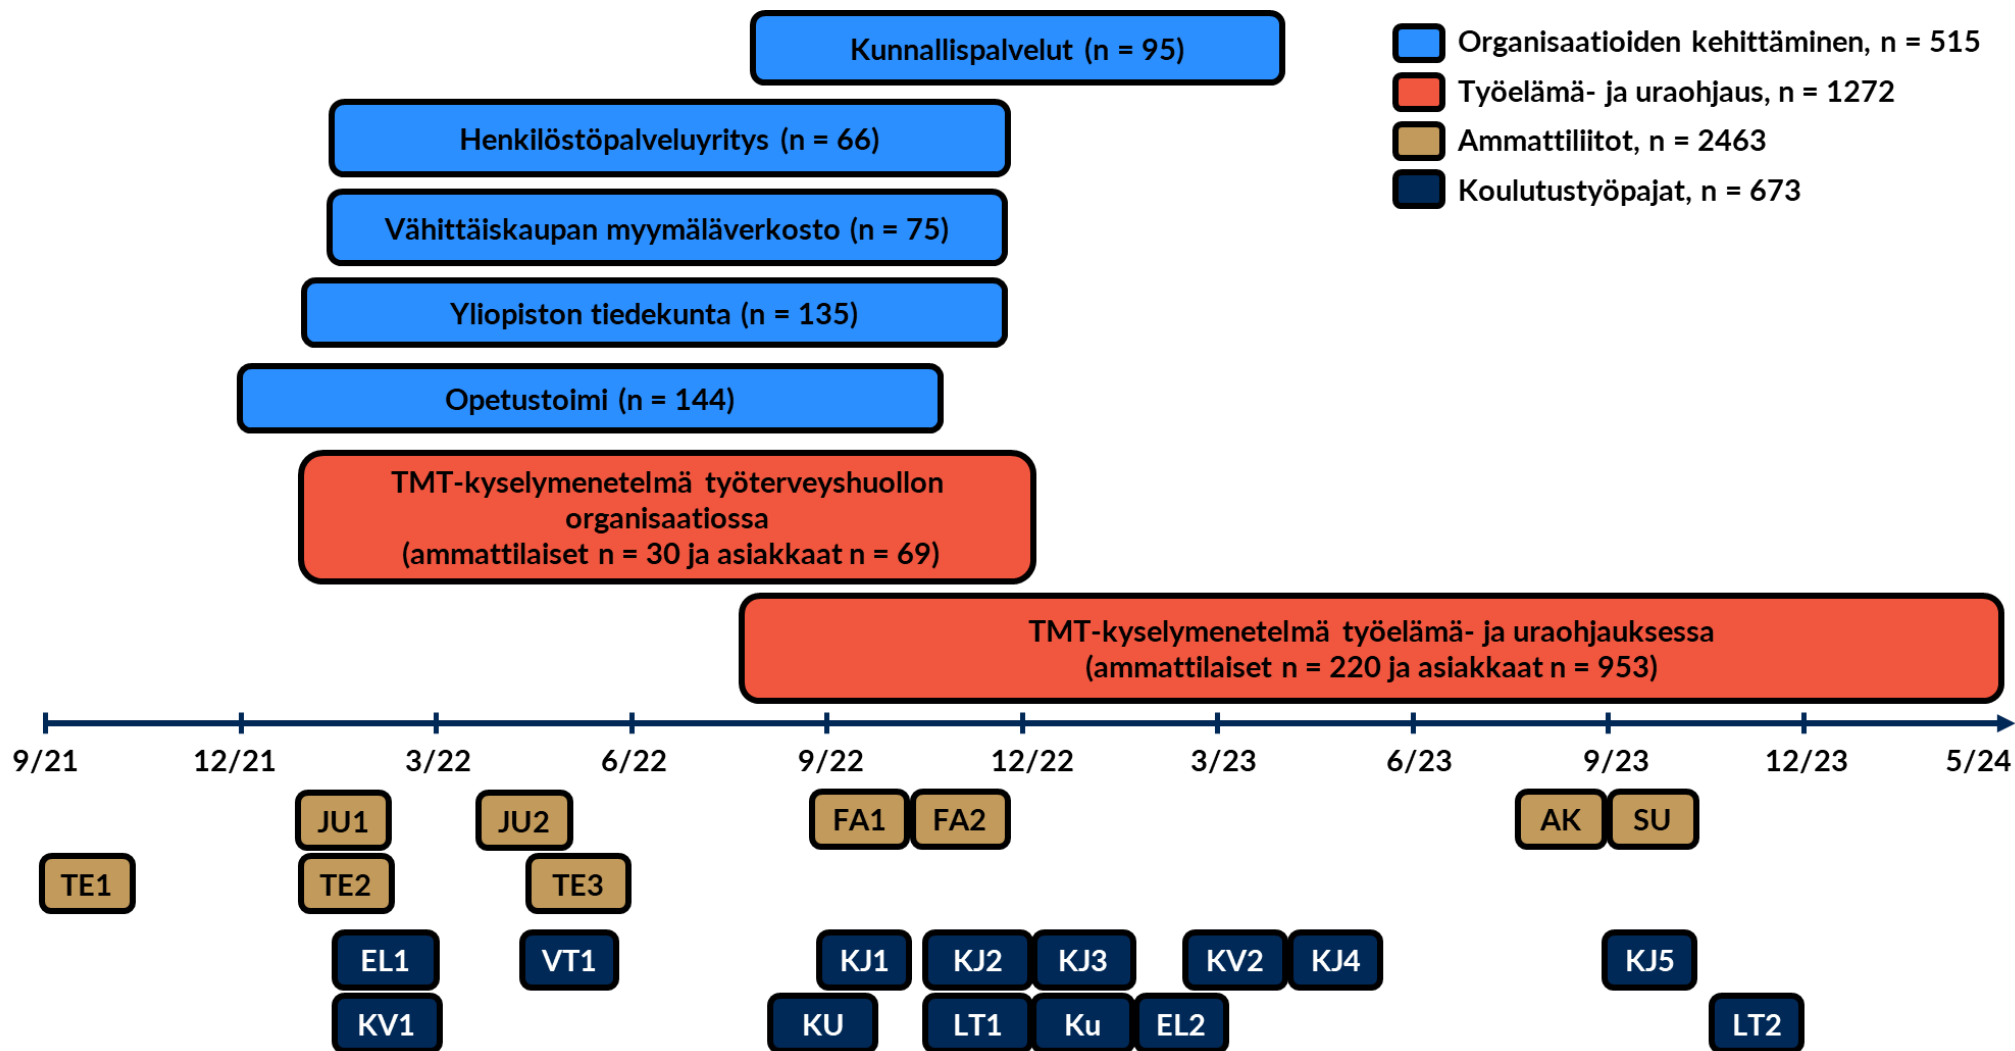 Kunnallispalvelut (n = 95)
Organisaatioiden kehittäminen, n = 515
Työelämä- ja uraohjaus, n = 1272
Ammattiliitot, n = 2463
Koulutustyöpajat, n = 673
Henkilöstöpalveluyritys (n = 66)
Vähittäiskaupan myymäläverkosto (n = 75)
Yliopiston tiedekunta (n = 135)
Opetustoimi (n = 144)
TMT-kyselymenetelmä työterveyshuollon
organisaatiossa
(ammattilaiset n = 30 ja asiakkaat n = 69)
TMT-kyselymenetelmä työelämä- ja uraohjauksessa
(ammattilaiset n = 220 ja asiakkaat n = 953)
9/21 12/21 3/22 6/22 9/22 12/22 3/23 6/23 9/23 12/23 5/24
JU1 JU2 FA1 FA2 AK SU
TE1 TE2 TE3
EL1 VT1 KJ1 KJ2 KJ3 KV2 KJ4 KJ5
KV1 KU LT1 Ku EL2 LT2